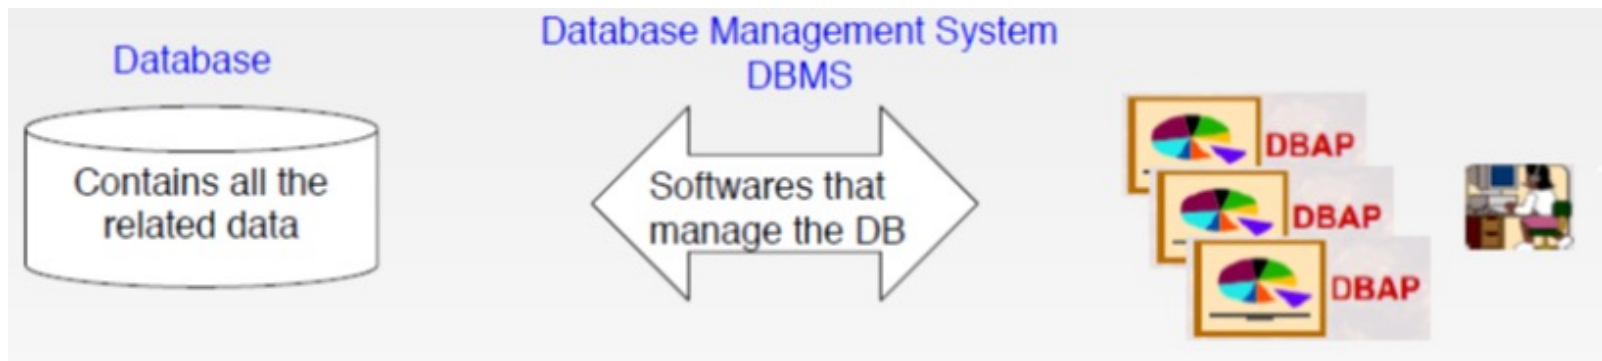 Database
Contains all the
related data
Database Management System
DBMS
Softwares that
manage the DB
DBAP
DBAP
DBAP